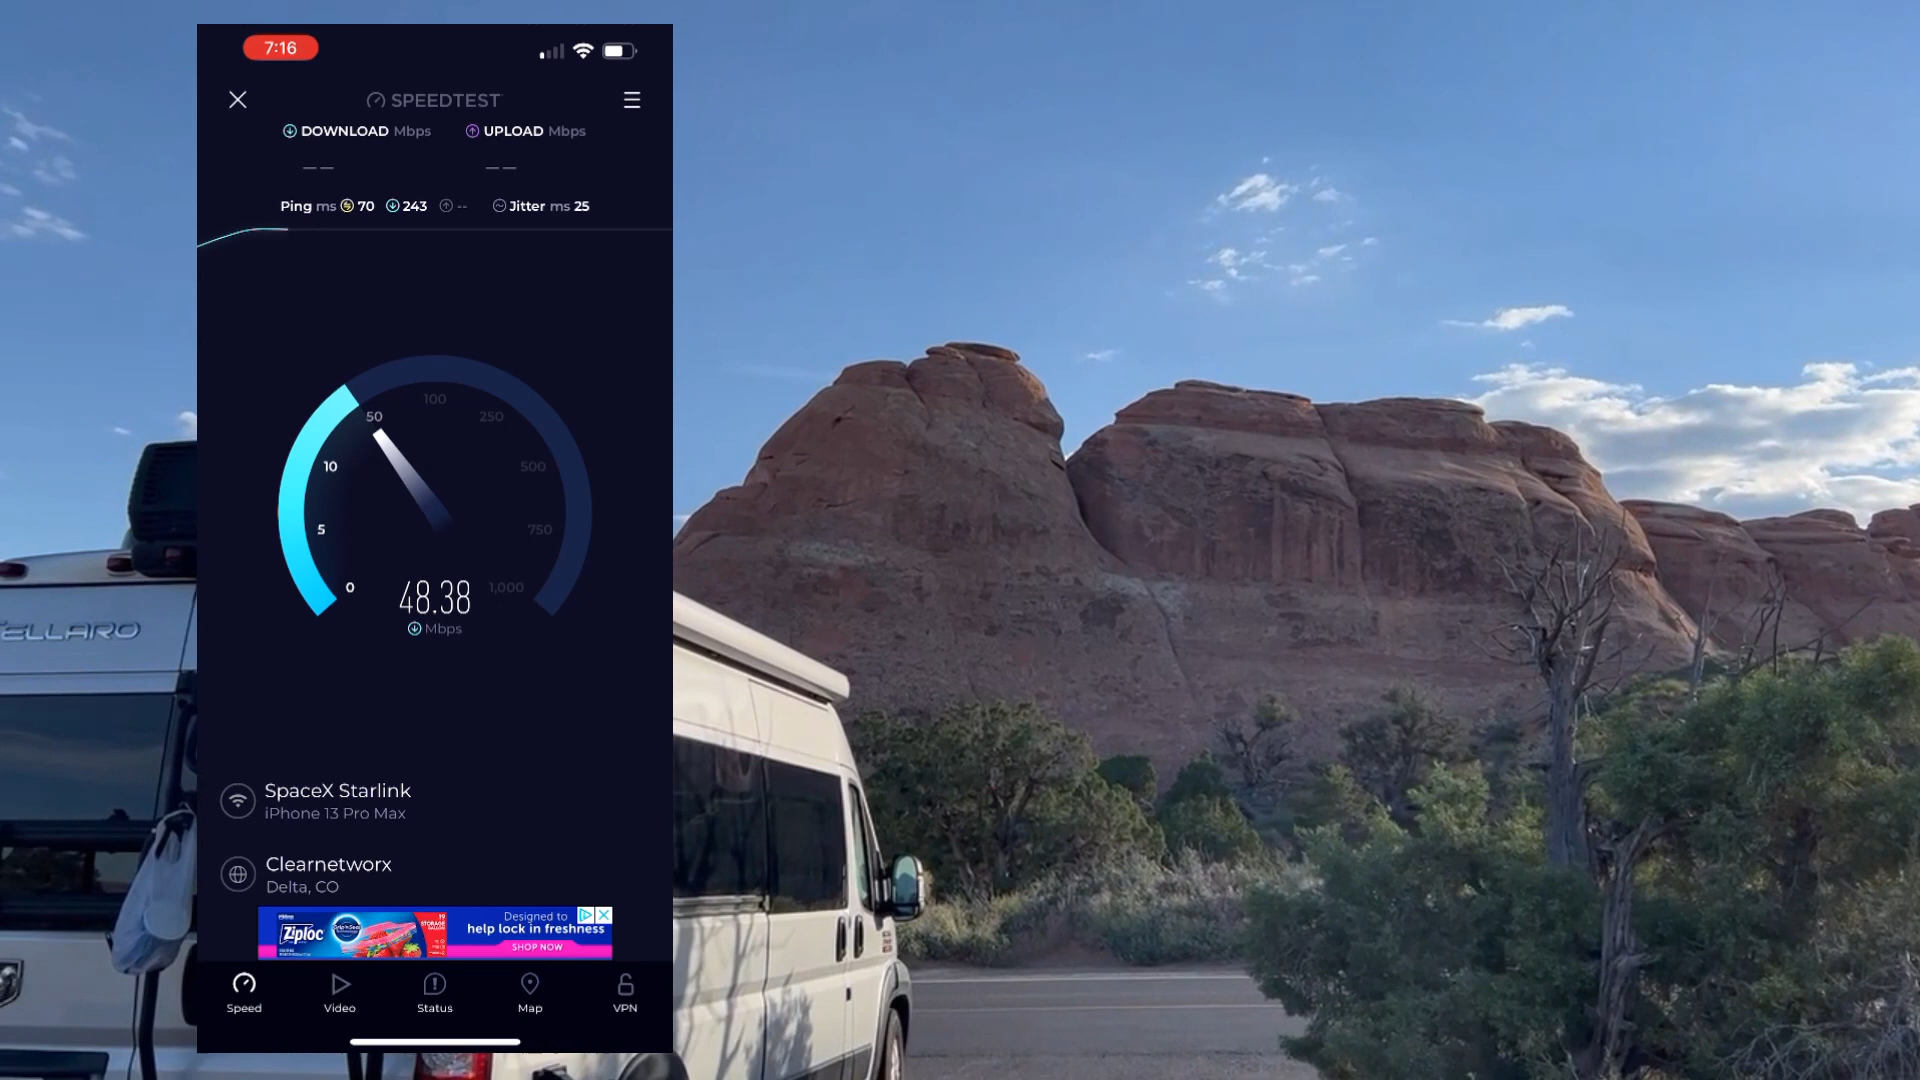 7:16
SPEEDTEST
DOWNLOAD Mbps UPLOAD Mbps
— — — —
Ping ms 70 243 -- Jitter ms 25
100
50 250
10 500
5 750
0 1,000
48.38
Mbps
ELLARO
SpaceX Starlink
iPhone 13 Pro Max
Clearnetworx
Delta, CO
Ziploc
19
STORAGE
Designed to
help lock in freshness
SHOP NOW
Speed Video Status Map VPN